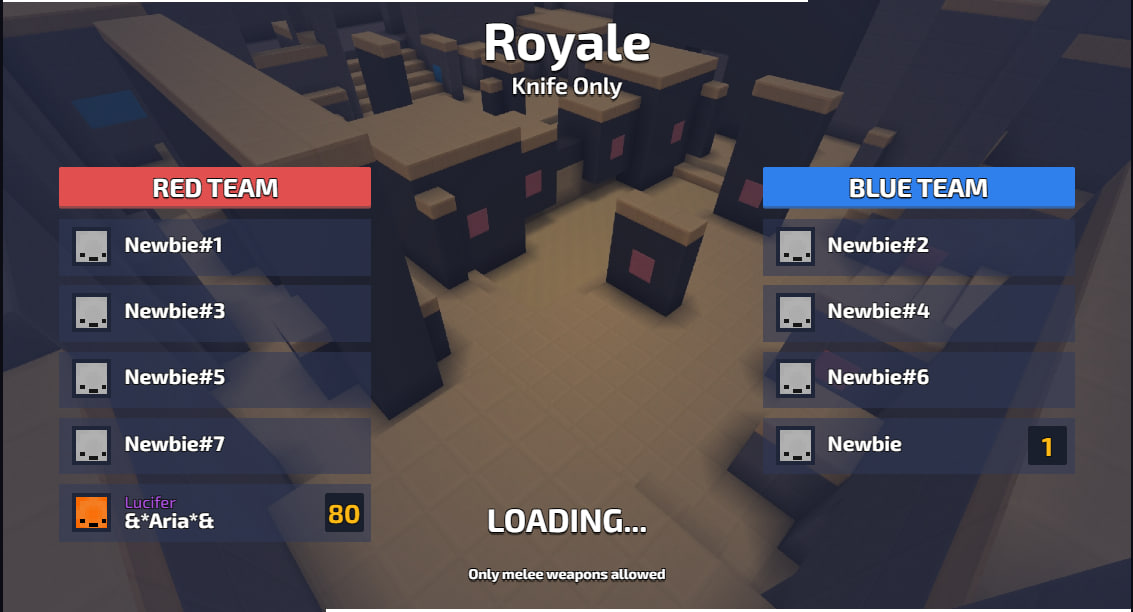 Royale
Knife Only
RED TEAM
Newbie#1
Newbie#3
Newbie#5
Newbie#7
Lucifer
&*Aria*&
80
BLUE TEAM
Newbie#2
Newbie#4
Newbie#6
Newbie
1
LOADING...
Only melee weapons allowed